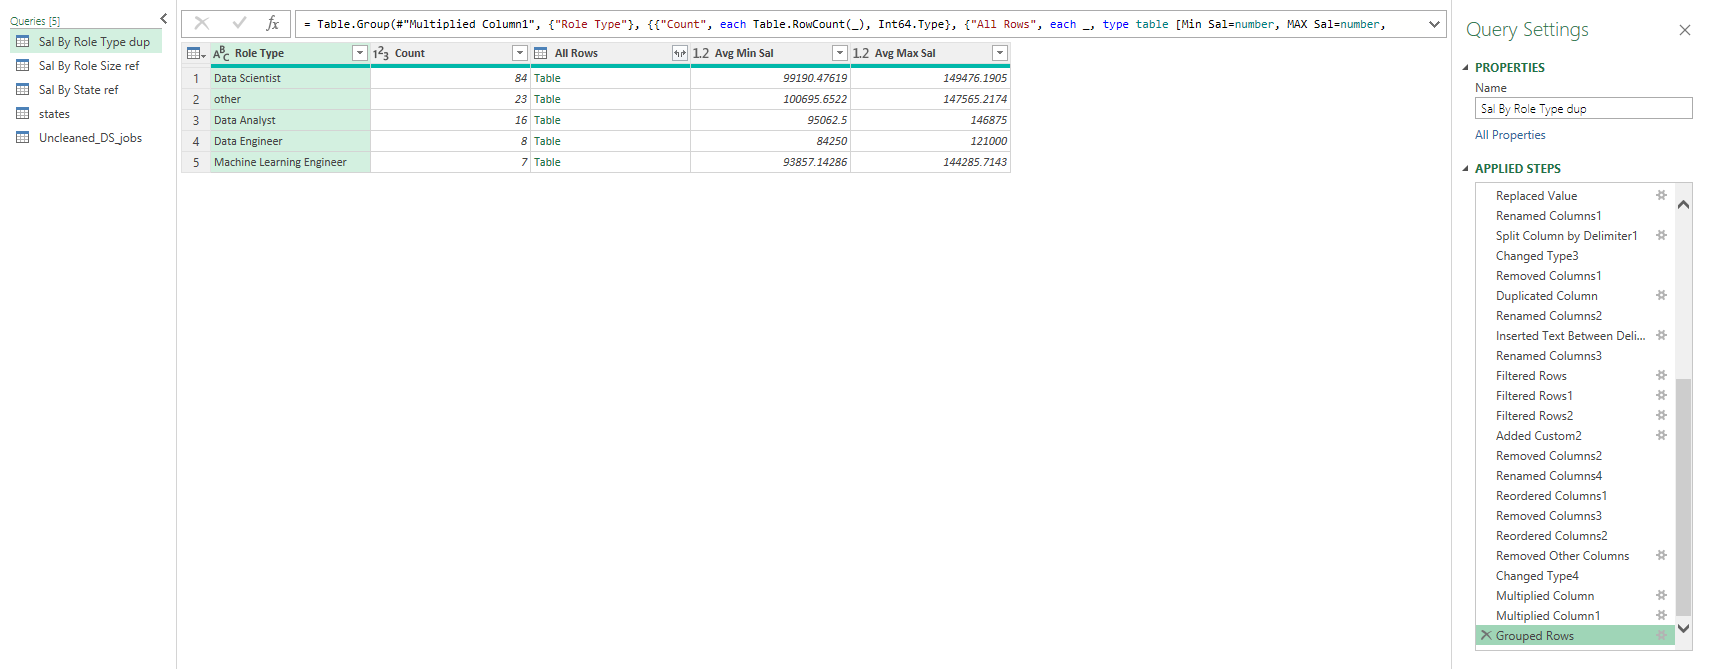 Queries [5]
Sal By Role Type dup
Sal By Role Size ref
Sal By State ref
states
Uncleaned_DS_jobs
fx
= Table.Group(#"Multiplied Column1", {"Role Type"}, {{"Count", each Table.RowCount(_), Int64.Type}, {"All Rows", each _, type table [Min Sal=number, MAX Sal=number,
ABC Role Type 123 Count All Rows 1.2 Avg Min Sal 1.2 Avg Max Sal
1 Data Scientist 84 Table 99190.47619 149476.1905
2 other 23 Table 100695.6522 147565.2174
3 Data Analyst 16 Table 95062.5 146875
4 Data Engineer 8 Table 84250 121000
5 Machine Learning Engineer 7 Table 93857.14286 144285.7143
Query Settings
PROPERTIES
Name
Sal By Role Type dup
All Properties
APPLIED STEPS
Replaced Value
Renamed Columns1
Split Column by Delimiter1
Changed Type3
Removed Columns1
Duplicated Column
Renamed Columns2
Inserted Text Between Deli...
Renamed Columns3
Filtered Rows
Filtered Rows1
Filtered Rows2
Added Custom2
Removed Columns2
Renamed Columns4
Reordered Columns1
Removed Columns3
Reordered Columns2
Removed Other Columns
Changed Type4
Multiplied Column
Multiplied Column1
Grouped Rows